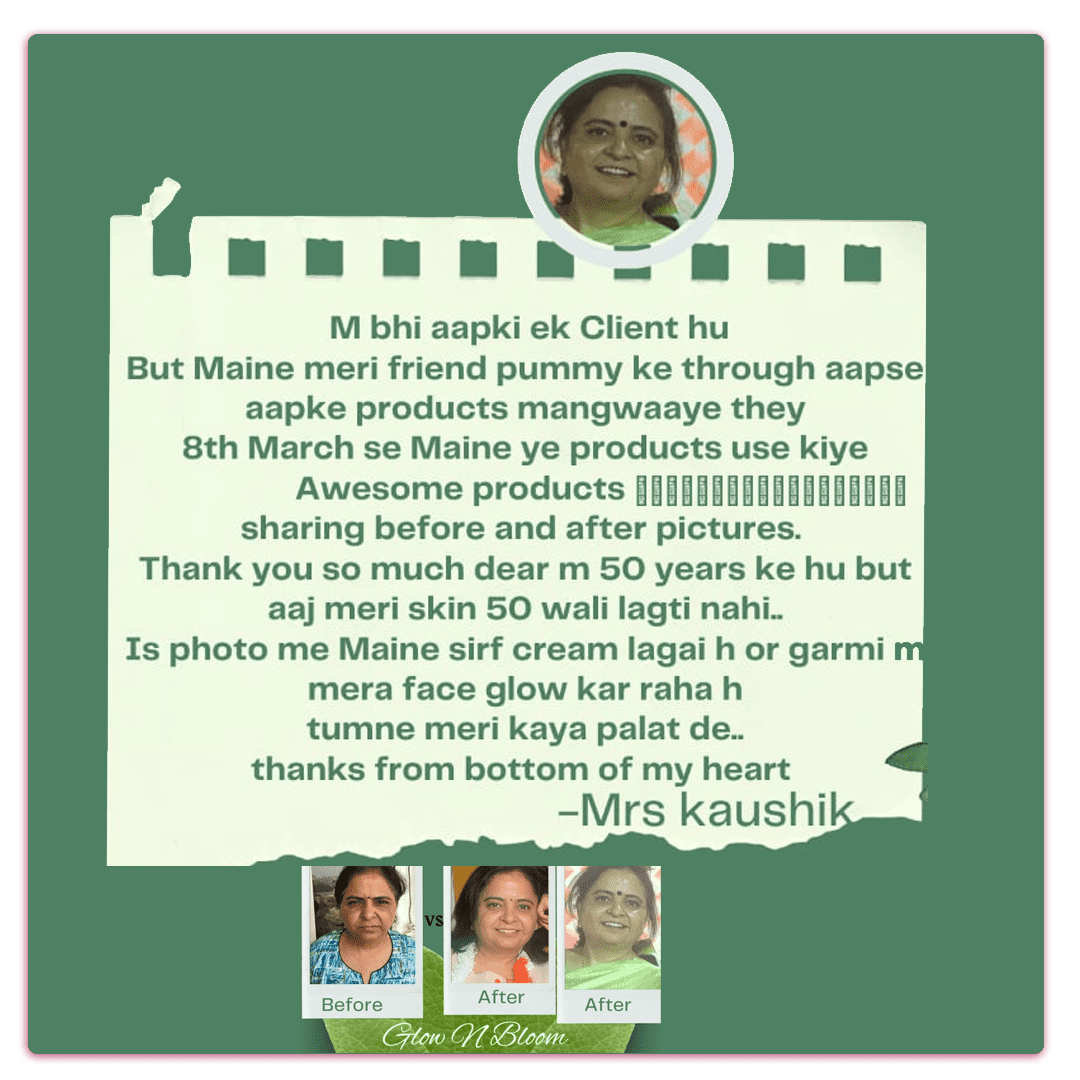 M bhi aapki ek Client hu
But Maine meri friend pummy ke through aapse
aapke products mangwaaye they
8th March se Maine ye products use kiye
Awesome products
sharing before and after pictures.
Thank you so much dear m 50 years ke hu but
aaj meri skin 50 wali lagti nahi..
Is photo me Maine sirf cream lagai h or garmi m
mera face glow kar raha h
tumne meri kaya palat de..
thanks from bottom of my heart
-Mrs kaushik
vs
Before
After
After
Glow N Bloom